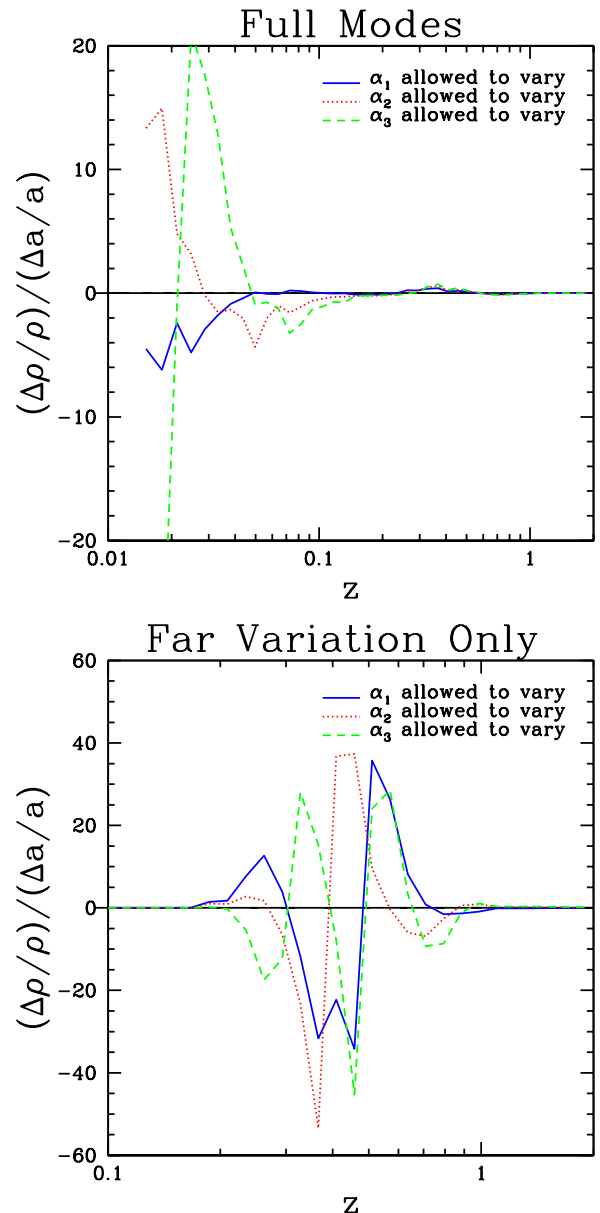 Full Modes
α₁ allowed to vary
α₂ allowed to vary
α₃ allowed to vary
20
10
0
-10
-20
(Δρ/ρ)/(Δa/a)
0.01
0.1
1
z
Far Variation Only
α₁ allowed to vary
α₂ allowed to vary
α₃ allowed to vary
60
40
20
0
-20
-40
-60
(Δρ/ρ)/(Δa/a)
0.1
1
z